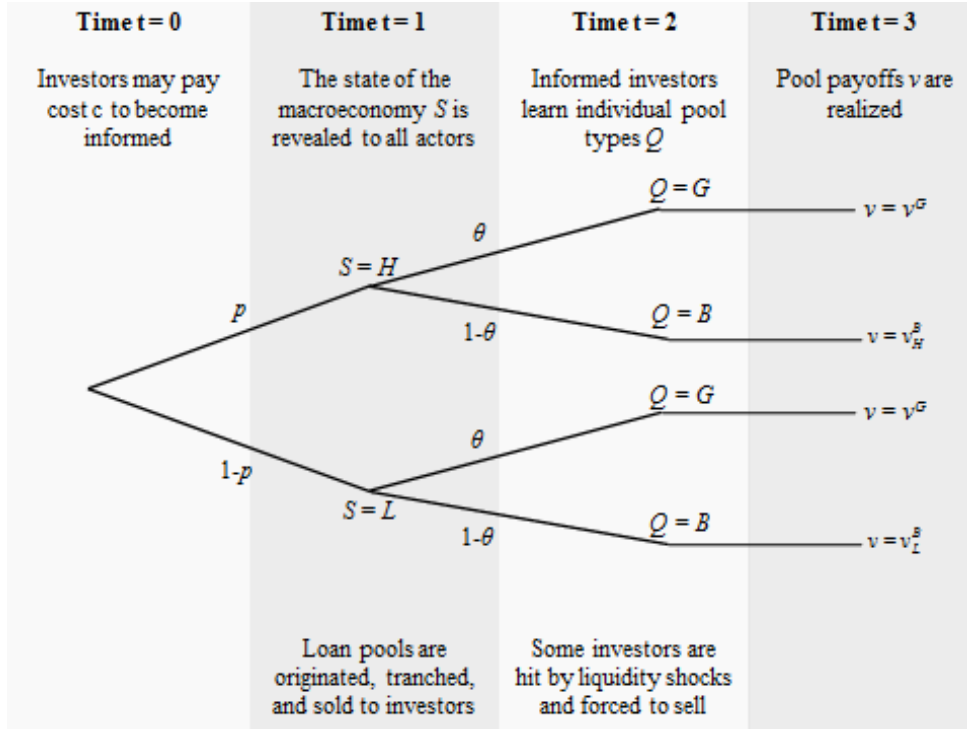 Time t = 0
Time t = 1
Time t = 2
Time t = 3
Investors may pay
cost c to become
informed
The state of the
macroeconomy S is
revealed to all actors
Informed investors
learn individual pool
types Q
Pool payoffs v are
realized
Q = G
v = v^G
θ
S = H
p
1-θ
Q = B
v = v_H^B
Q = G
v = v^G
θ
1-p
S = L
1-θ
Q = B
v = v_L^B
Loan pools are
originated, tranched,
and sold to investors
Some investors are
hit by liquidity shocks
and forced to sell